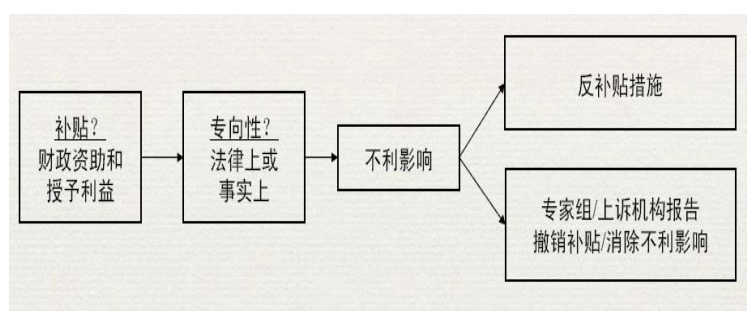 补贴？
财政资助和
授予利益
专向性？
法律上或
事实上
不利影响
反补贴措施
专家组/上诉机构报告
撤销补贴/消除不利影响